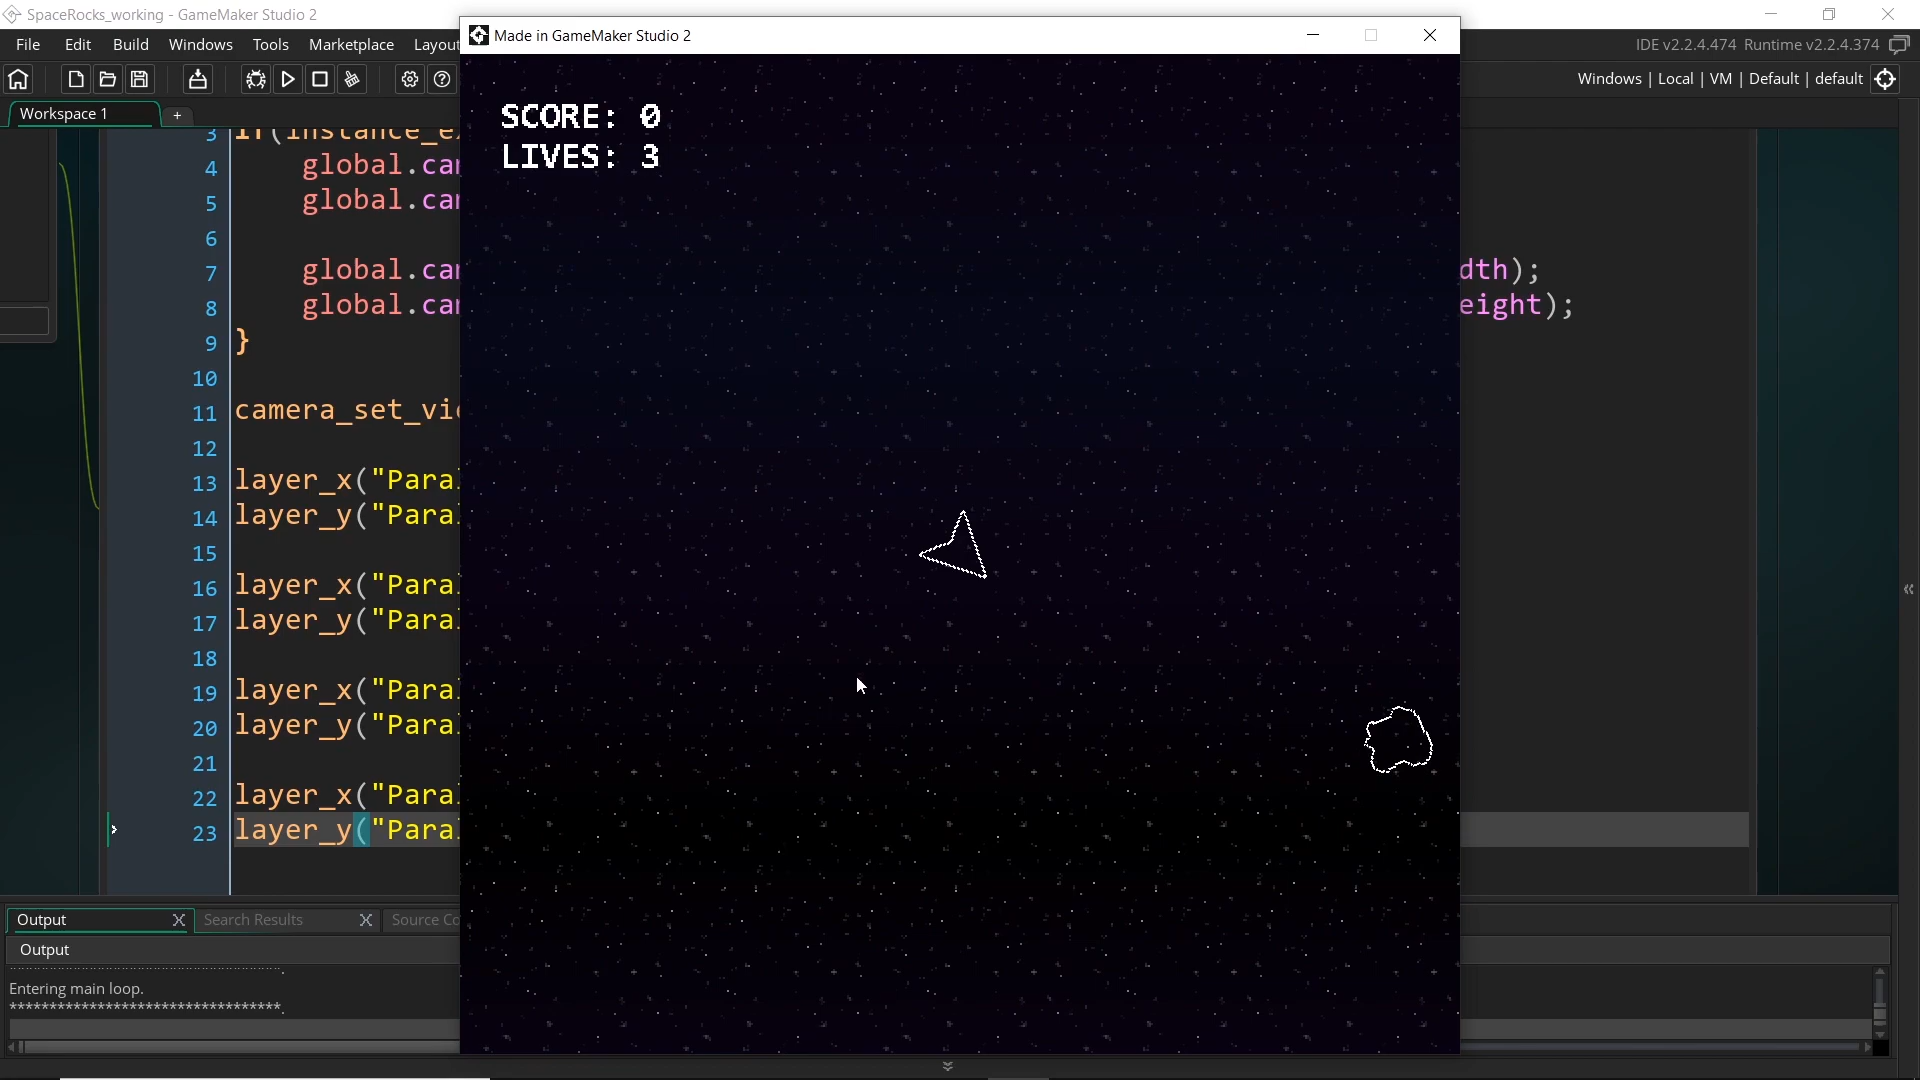 SpaceRocks_working - GameMaker Studio 2
File Edit Build Windows Tools Marketplace Layou
IDE v2.2.4.474 Runtime v2.2.4.374
Windows | Local | VM | Default | default
Workspace 1
+
Made in GameMaker Studio 2
SCORE: 0
LIVES: 3
3 if(instance_e
4 global.ca
5 global.ca
6
7 global.ca dth);
8 global.ca eight);
9 }
10
11 camera_set_vi
12
13 layer_x("Para
14 layer_y("Para
15
16 layer_x("Para
17 layer_y("Para
18
19 layer_x("Para
20 layer_y("Para
21
22 layer_x("Para
23 layer_y("Para
Output Search Results Source Co
Output
Entering main loop.
**********************************.